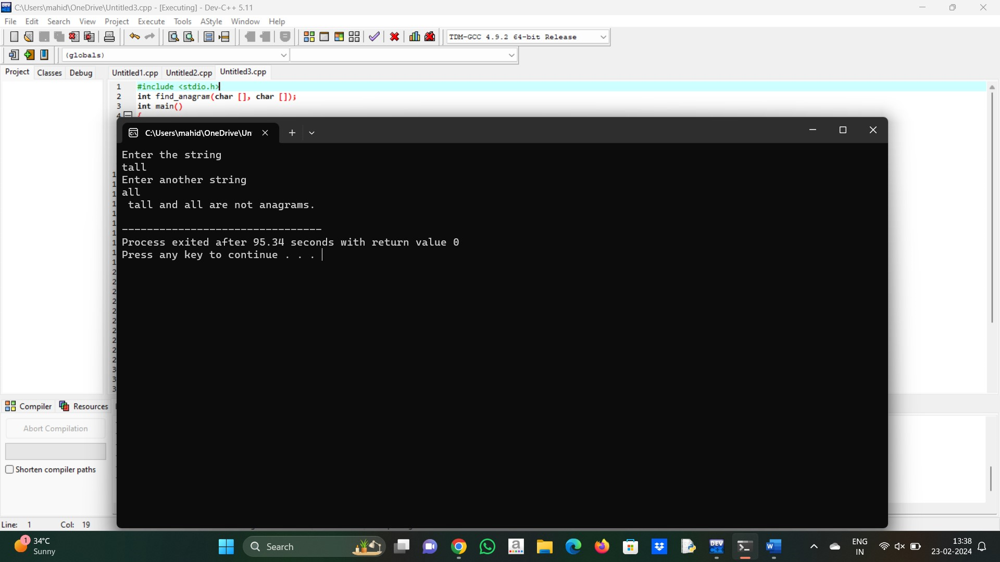 C:\Users\mahid\OneDrive\Untitled3.cpp - [Executing] - Dev-C++ 5.11
File Edit Search View Project Execute Tools AStyle Window Help
TDM-GCC 4.9.2 64-bit Release
(globals)
Project Classes Debug Untitled1.cpp Untitled2.cpp Untitled3.cpp
1 #include <stdio.h>
2 int find_anagram(char [], char []);
3 int main()
4 {
C:\Users\mahid\OneDrive\Un
Enter the string
tall
Enter another string
all
tall and all are not anagrams.
--------------------------------
Process exited after 95.34 seconds with return value 0
Press any key to continue . . .
Compiler Resources
Abort Compilation
Shorten compiler paths
Line: 1 Col: 19
1 34°C
Sunny
Search
ENG
IN
13:38
23-02-2024